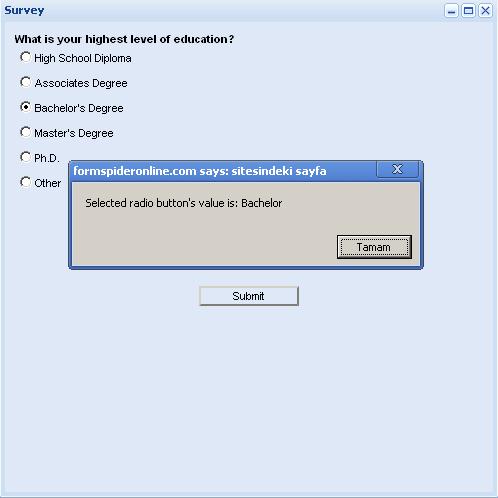 Survey
What is your highest level of education?
High School Diploma
Associates Degree
Bachelor's Degree
Master's Degree
Ph.D.
Other
formspideronline.com says: sitesindeki sayfa
Selected radio button's value is: Bachelor
Tamam
Submit